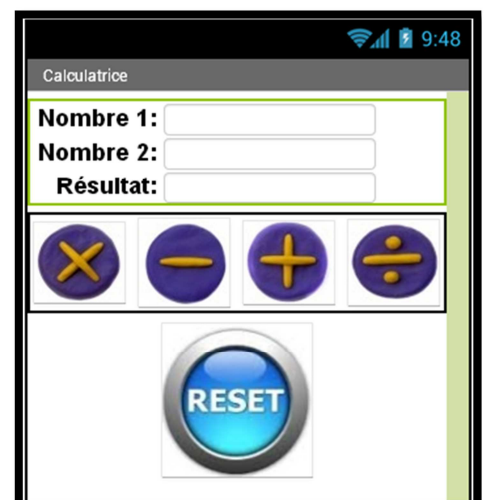 9:48
Calculatrice
Nombre 1:
Nombre 2:
Résultat:
× − + ÷
RESET